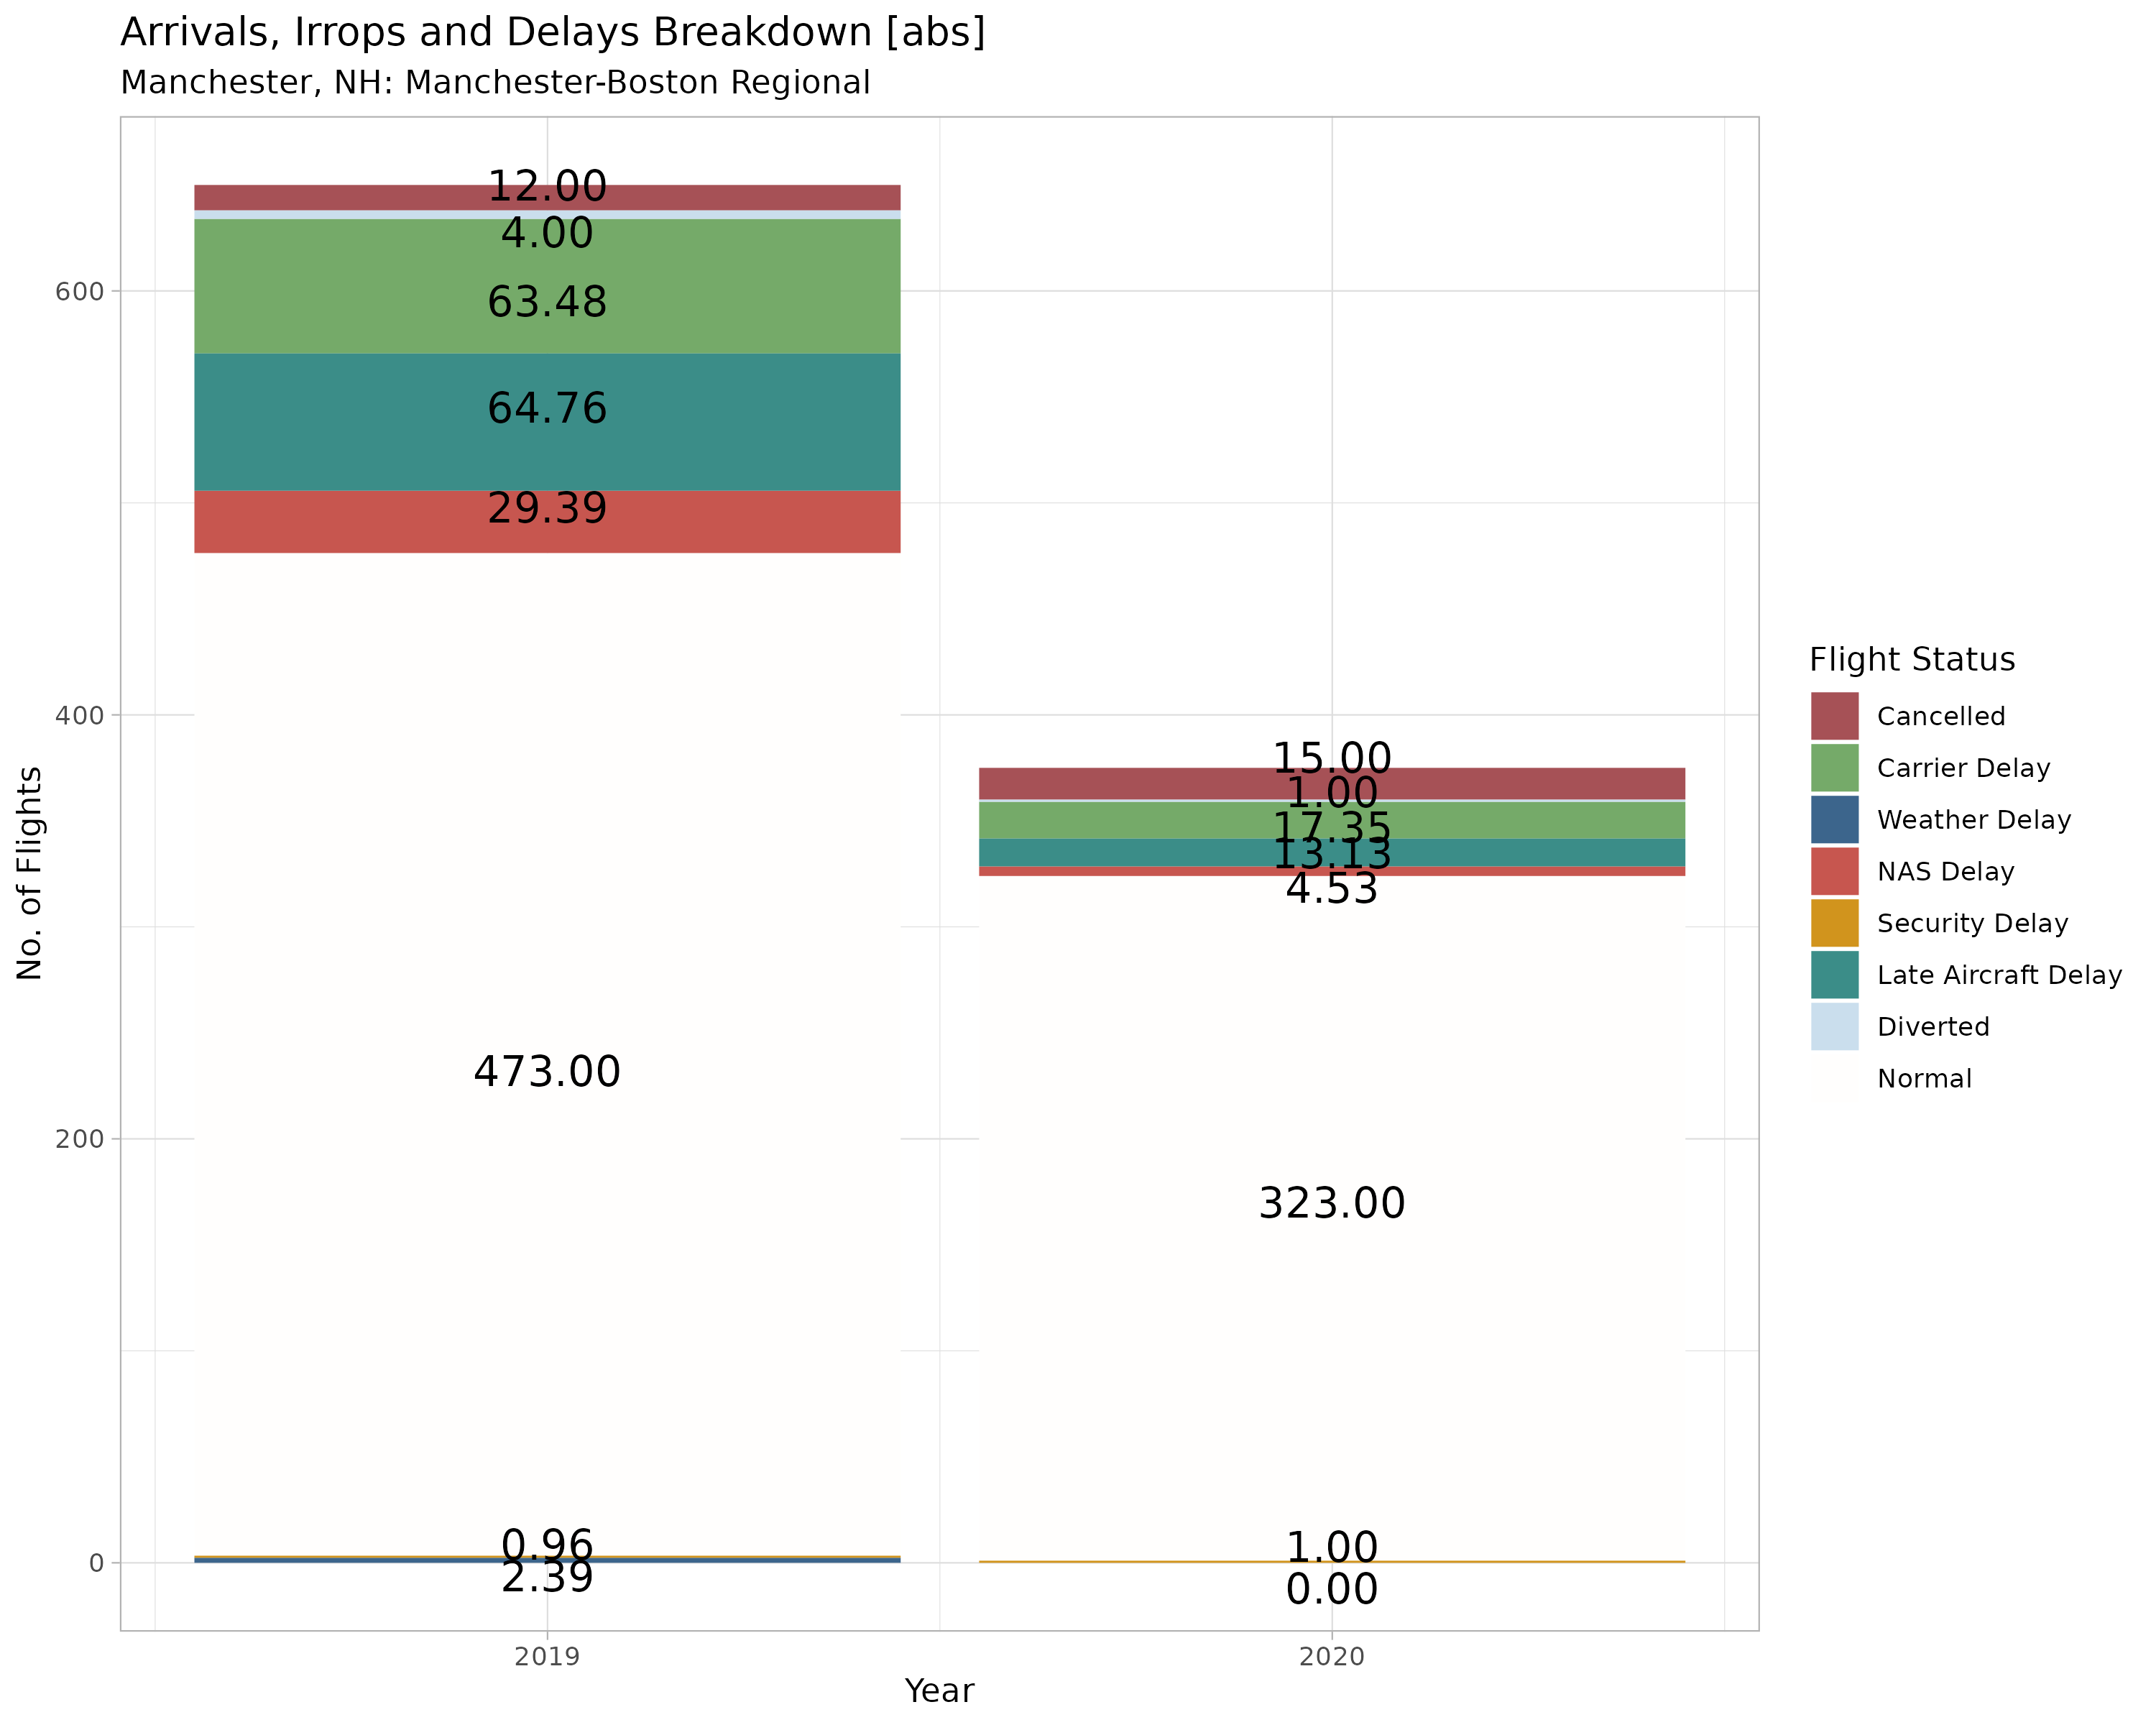 Arrivals, Irrops and Delays Breakdown [abs]
Manchester, NH: Manchester-Boston Regional
12.00
4.00
63.48
64.76
29.39
473.00
0.96
2.39
15.00
1.00
17.35
13.13
4.53
323.00
1.00
0.00
600
400
200
0
No. of Flights
2019
2020
Year
Flight Status
Cancelled
Carrier Delay
Weather Delay
NAS Delay
Security Delay
Late Aircraft Delay
Diverted
Normal